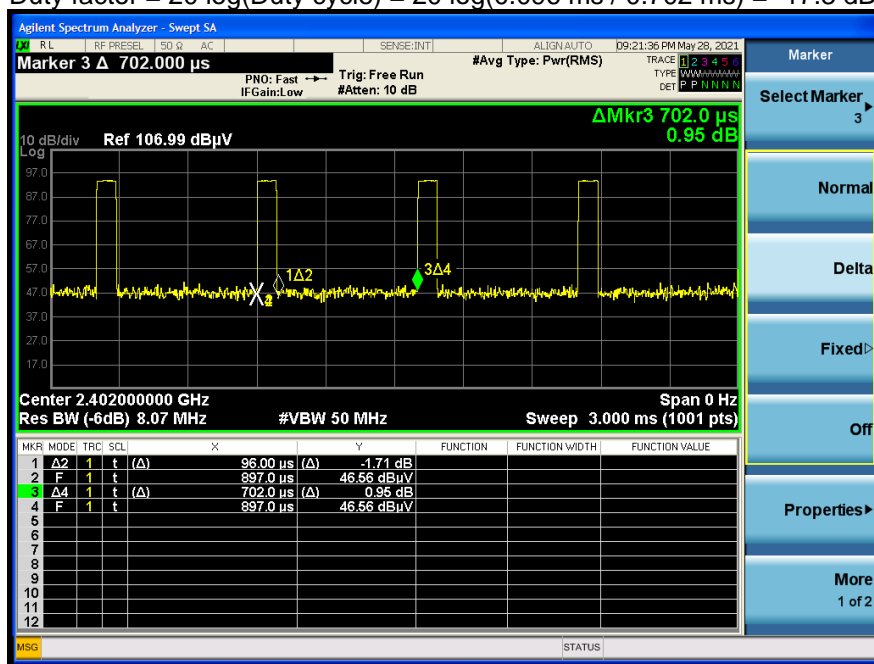 Duty factor = 20 log(Duty cycle) = 20 log(0.096 ms / 0.702 ms) = -17.3 dB
Agilent Spectrum Analyzer - Swept SA
LXI RL RF PRESEL 50 Ω AC SENSE:INT ALIGN AUTO 09:21:36 PM May 28, 2021
Marker 3 Δ 702.000 µs
PNO: Fast
IFGain:Low
Trig: Free Run
#Atten: 10 dB
#Avg Type: Pwr(RMS)
TRACE 1 2 3 4 5 6
TYPE
DET P P N N N N
ΔMkr3 702.0 µs
0.95 dB
10 dB/div Ref 106.99 dBµV
Log
97.0
87.0
77.0
67.0
57.0
47.0
37.0
27.0
17.0
1Δ2
3Δ4
Center 2.402000000 GHz Span 0 Hz
Res BW (-6dB) 8.07 MHz #VBW 50 MHz Sweep 3.000 ms (1001 pts)
MKR MODE TRC SCL X Y FUNCTION FUNCTION WIDTH FUNCTION VALUE
1 Δ2 1 t (Δ) 96.00 µs (Δ) -1.71 dB
2 F 1 t 897.0 µs 46.56 dBµV
3 Δ4 1 t (Δ) 702.0 µs (Δ) 0.95 dB
4 F 1 t 897.0 µs 46.56 dBµV
5
6
7
8
9
10
11
12
MSG STATUS
Marker
Select Marker
3
Normal
Delta
Fixed
Off
Properties
More
1 of 2